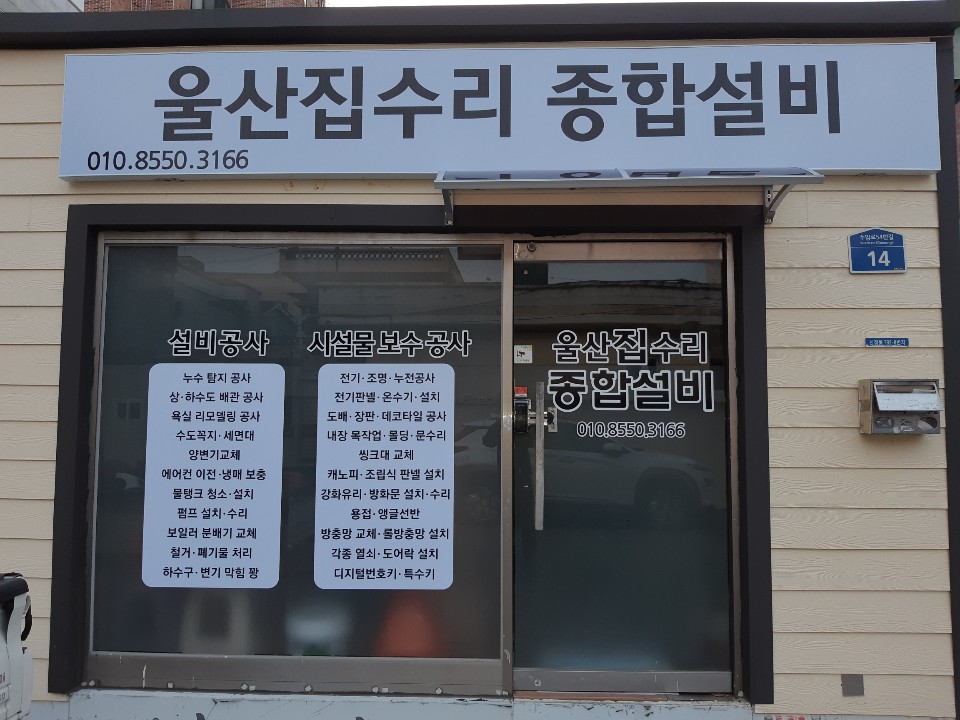 울산집수리 종합설비
010.8550.3166
14
설비공사
누수 탐지 공사
상·하수도 배관 공사
욕실 리모델링 공사
수도꼭지·세면대
양변기교체
에어컨 이전·냉매 보충
물탱크 청소·설치
펌프 설치·수리
보일러 분배기 교체
철거·폐기물 처리
하수구·변기 막힘 꽝
시설물 보수 공사
전기·조명·누전공사
전기판넬·온수기·설치
도배·장판·데코타일 공사
내장 목작업·몰딩·문수리
씽크대 교체
캐노피·조립식 판넬 설치
강화유리·방화문 설치·수리
용접·앵글선반
방충망 교체·롤방충망 설치
각종 열쇠·도어락 설치
디지털번호키·특수키
울산집수리
종합설비
010.8550.3166